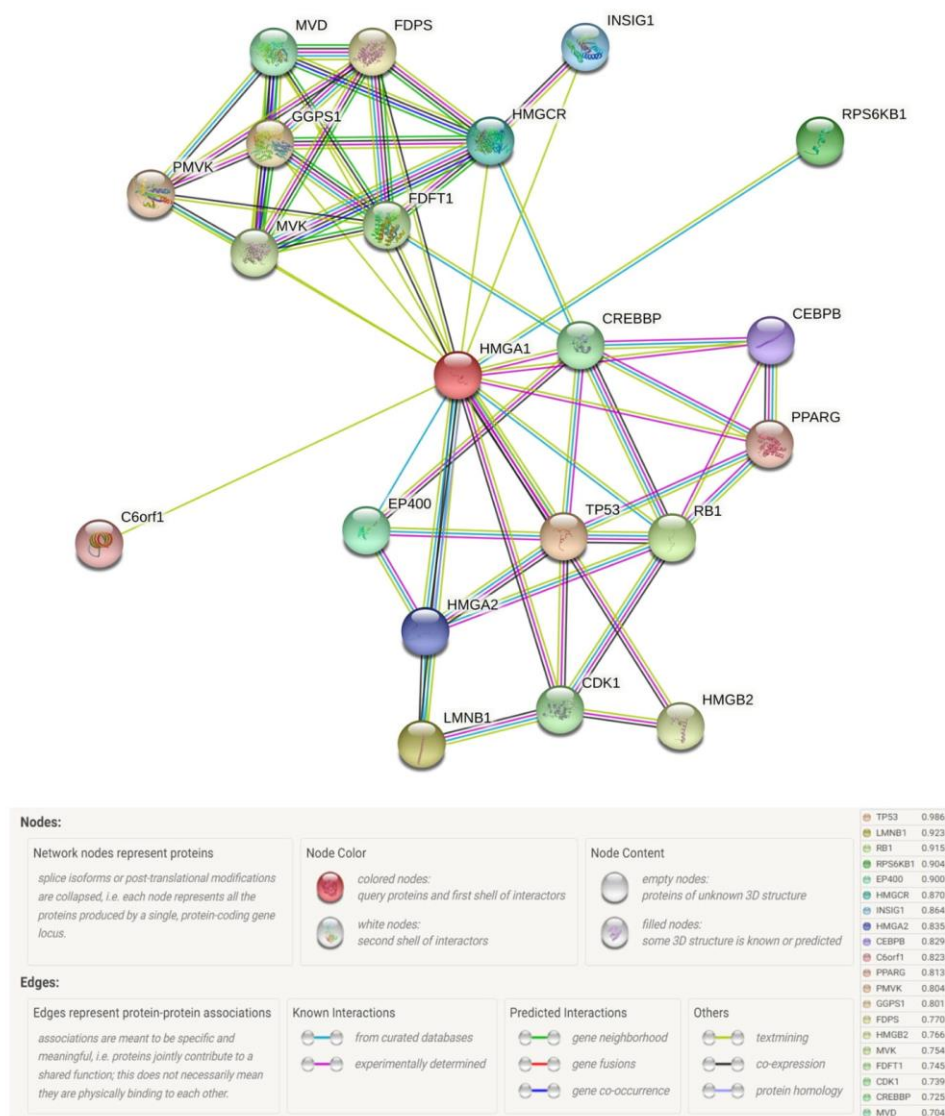 MVD
FDPS
INSIG1
GGPS1
HMGCR
RPS6KB1
PMVK
FDFT1
MVK
CREBBP
CEBPB
HMGA1
PPARG
EP400
TP53
RB1
C6orf1
HMGA2
CDK1
HMGB2
LMNB1
Nodes:
Network nodes represent proteins
splice isoforms or post-translational modifications
are collapsed, i.e. each node represents all the
proteins produced by a single, protein-coding gene
locus.
Node Color
colored nodes:
query proteins and first shell of interactors
white nodes:
second shell of interactors
Node Content
empty nodes:
proteins of unknown 3D structure
filled nodes:
some 3D structure is known or predicted
Edges:
Edges represent protein-protein associations
associations are meant to be specific and
meaningful, i.e. proteins jointly contribute to a
shared function; this does not necessarily mean
they are physically binding to each other.
Known Interactions
from curated databases
experimentally determined
Predicted Interactions
gene neighborhood
gene fusions
gene co-occurrence
Others
textmining
co-expression
protein homology
TP53 0.986
LMNB1 0.923
RB1 0.915
RPS6KB1 0.904
EP400 0.900
HMGCR 0.870
INSIG1 0.864
HMGA2 0.835
CEBPB 0.829
C6orf1 0.823
PPARG 0.813
PMVK 0.804
GGPS1 0.801
FDPS 0.770
HMGB2 0.766
MVK 0.754
FDFT1 0.745
CDK1 0.739
CREBBP 0.725
MVD 0.704